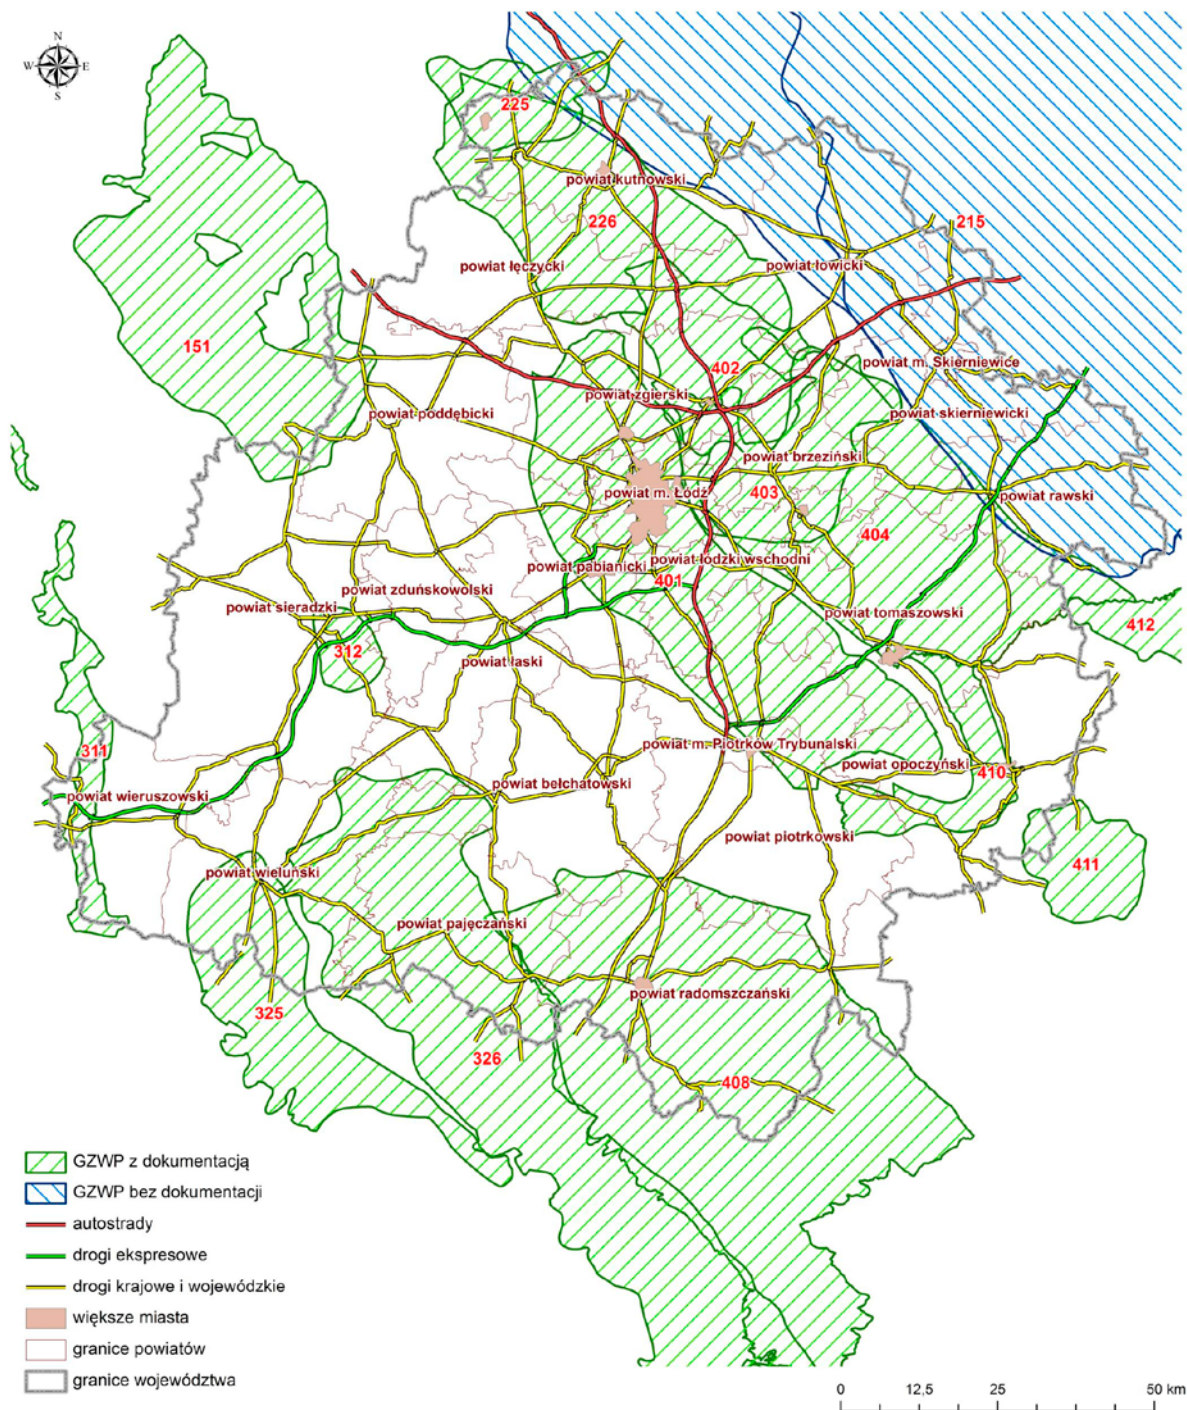 N
W E
S
225
powiat kutnowski
226
215
powiat łęczycki
powiat łowicki
151
402
powiat m. Skierniewice
powiat zgierski
powiat poddębicki
powiat skierniewicki
powiat brzeziński
powiat m. Łódź
403
powiat rawski
404
powiat łódzki wschodni
powiat pabianicki
401
powiat zduńskowolski
powiat sieradzki
powiat tomaszowski
412
312
powiat łaski
311
powiat m. Piotrków Trybunalski
powiat opoczyński
410
powiat bełchatowski
powiat wieruszowski
powiat piotrkowski
411
powiat wieluński
powiat pajęczański
powiat radomszczański
325
326
408
GZWP z dokumentacją
GZWP bez dokumentacji
autostrady
drogi ekspresowe
drogi krajowe i wojewódzkie
większe miasta
granice powiatów
granice województwa
0 12,5 25 50 km